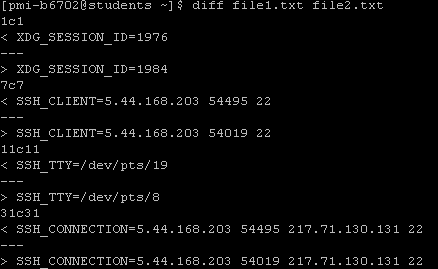 [pmi-b6702@students ~]$ diff file1.txt file2.txt
1c1
< XDG_SESSION_ID=1976
---
> XDG_SESSION_ID=1984
7c7
< SSH_CLIENT=5.44.168.203 54495 22
---
> SSH_CLIENT=5.44.168.203 54019 22
11c11
< SSH_TTY=/dev/pts/19
---
> SSH_TTY=/dev/pts/8
31c31
< SSH_CONNECTION=5.44.168.203 54495 217.71.130.131 22
---
> SSH_CONNECTION=5.44.168.203 54019 217.71.130.131 22